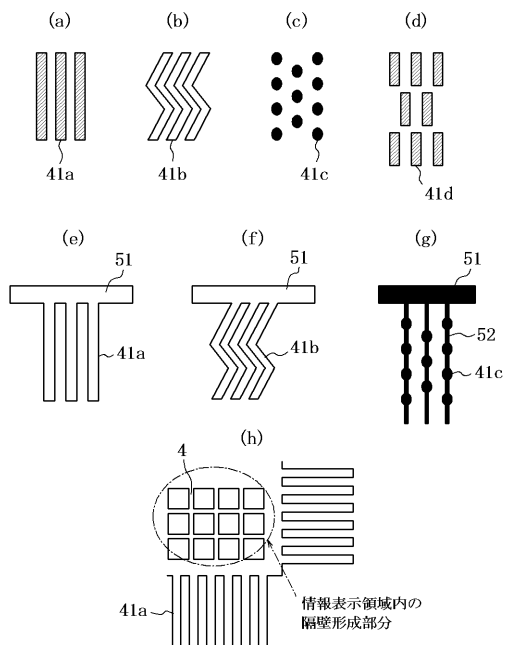 (a)
(b)
(c)
(d)
41a
41b
41c
41d
(e)
(f)
(g)
51
51
51
41a
41b
52
41c
(h)
4
41a
情報表示領域内の
隔壁形成部分